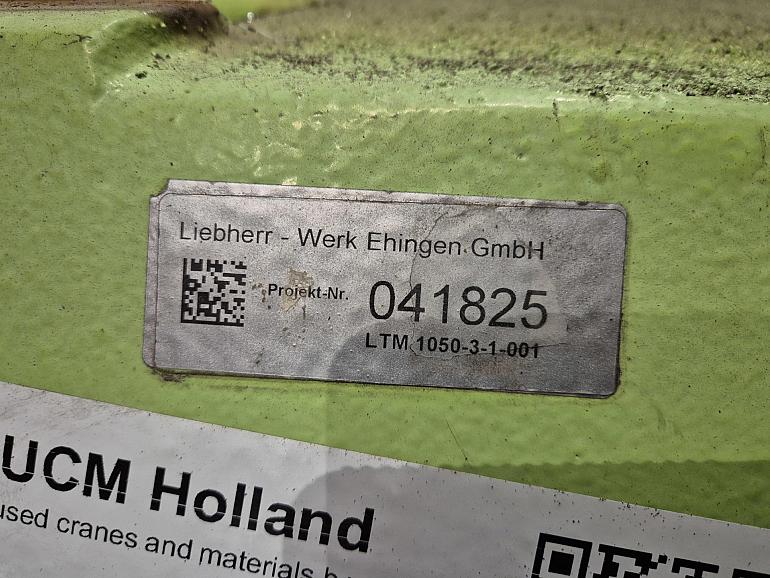 Liebherr - Werk Ehingen GmbH
Projekt-Nr. 041825
LTM 1050-3-1-001
UCM Holland
used cranes and materials